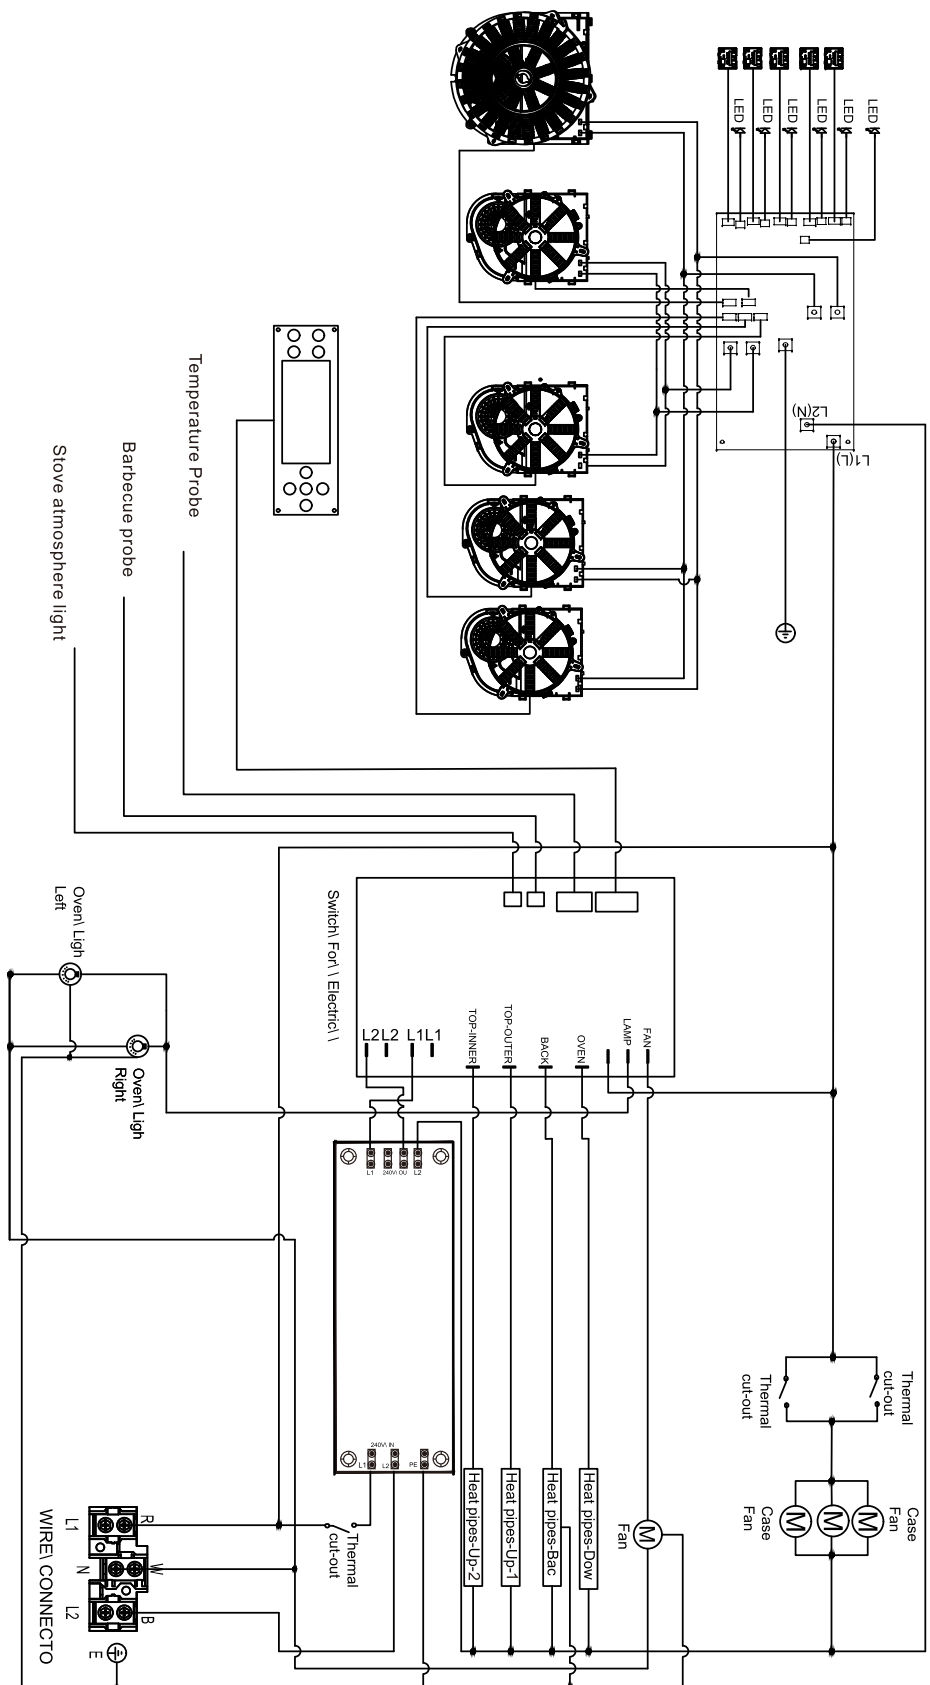 LED
LED
LED
LED
LED
LED
L2(N)
L1(L)
Temperature Probe
Barbecue probe
Stove atmosphere light
Switch\ For\ \ Electric\ \
Oven\ Ligh
Left
Oven\ Ligh
Right
L2
L2
L1
L1
TOP-INNER
TOP-OUTER
BACK
OVEN
LAMP
FAN
L1
240V\ OU
L2
240V\ IN
L1
L2
PE
Thermal
cut-out
Thermal
cut-out
Thermal
cut-out
Heat pipes-Up-2
Heat pipes-Up-1
Heat pipes-Bac
Heat pipes-Dow
M
Fan
M
M
M
Case
Fan
Case
Fan
L1
R
N
W
L2
B
E
WIRE\ CONNECTO